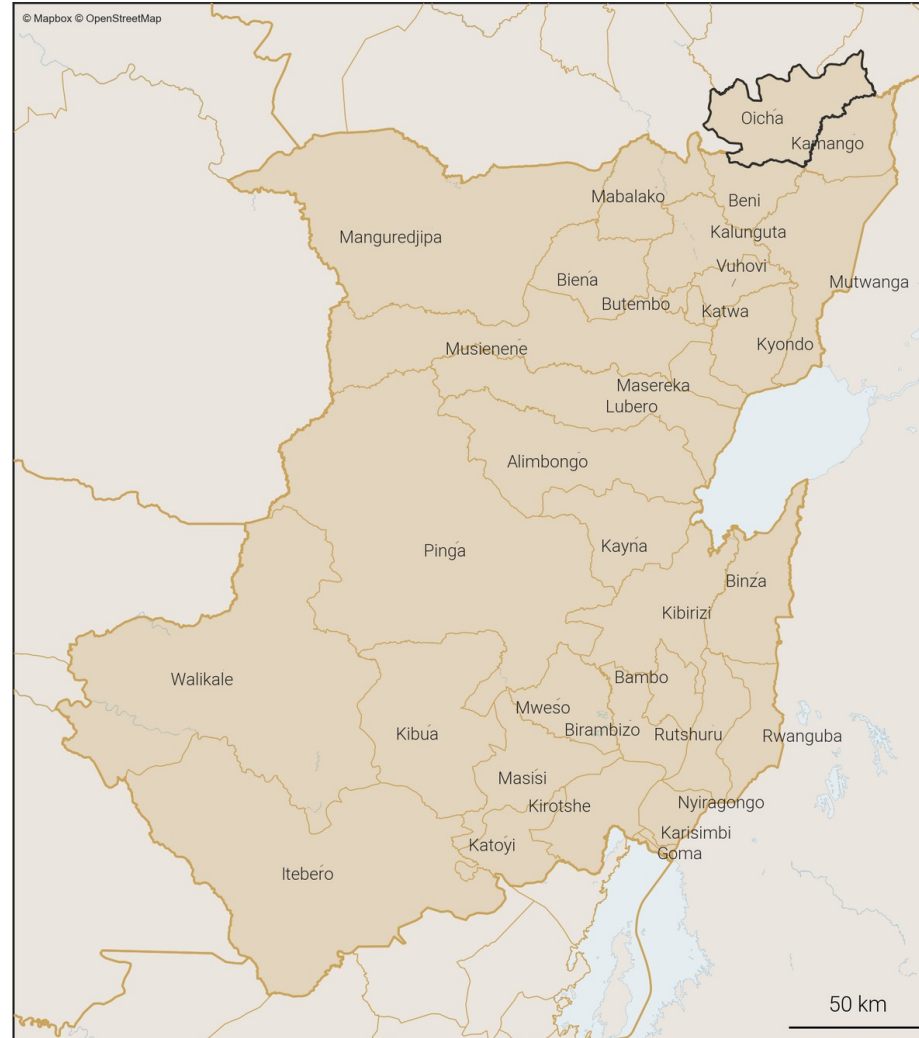 © Mapbox © OpenStreetMap
Oicha
Kamango
Mabalako
Beni
Manguredjipa
Kalunguta
Vuhovi
Biena
Mutwanga
Butembo
Katwa
Musienene
Kyondo
Masereka
Lubero
Alimbongo
Kayna
Pinga
Binza
Kibirizi
Walikale
Bambo
Mweso
Birambizo
Kibua
Rutshuru
Rwanguba
Masisi
Nyiragongo
Kirotshe
Karisimbi
Katoyi
Goma
Itebero
50 km